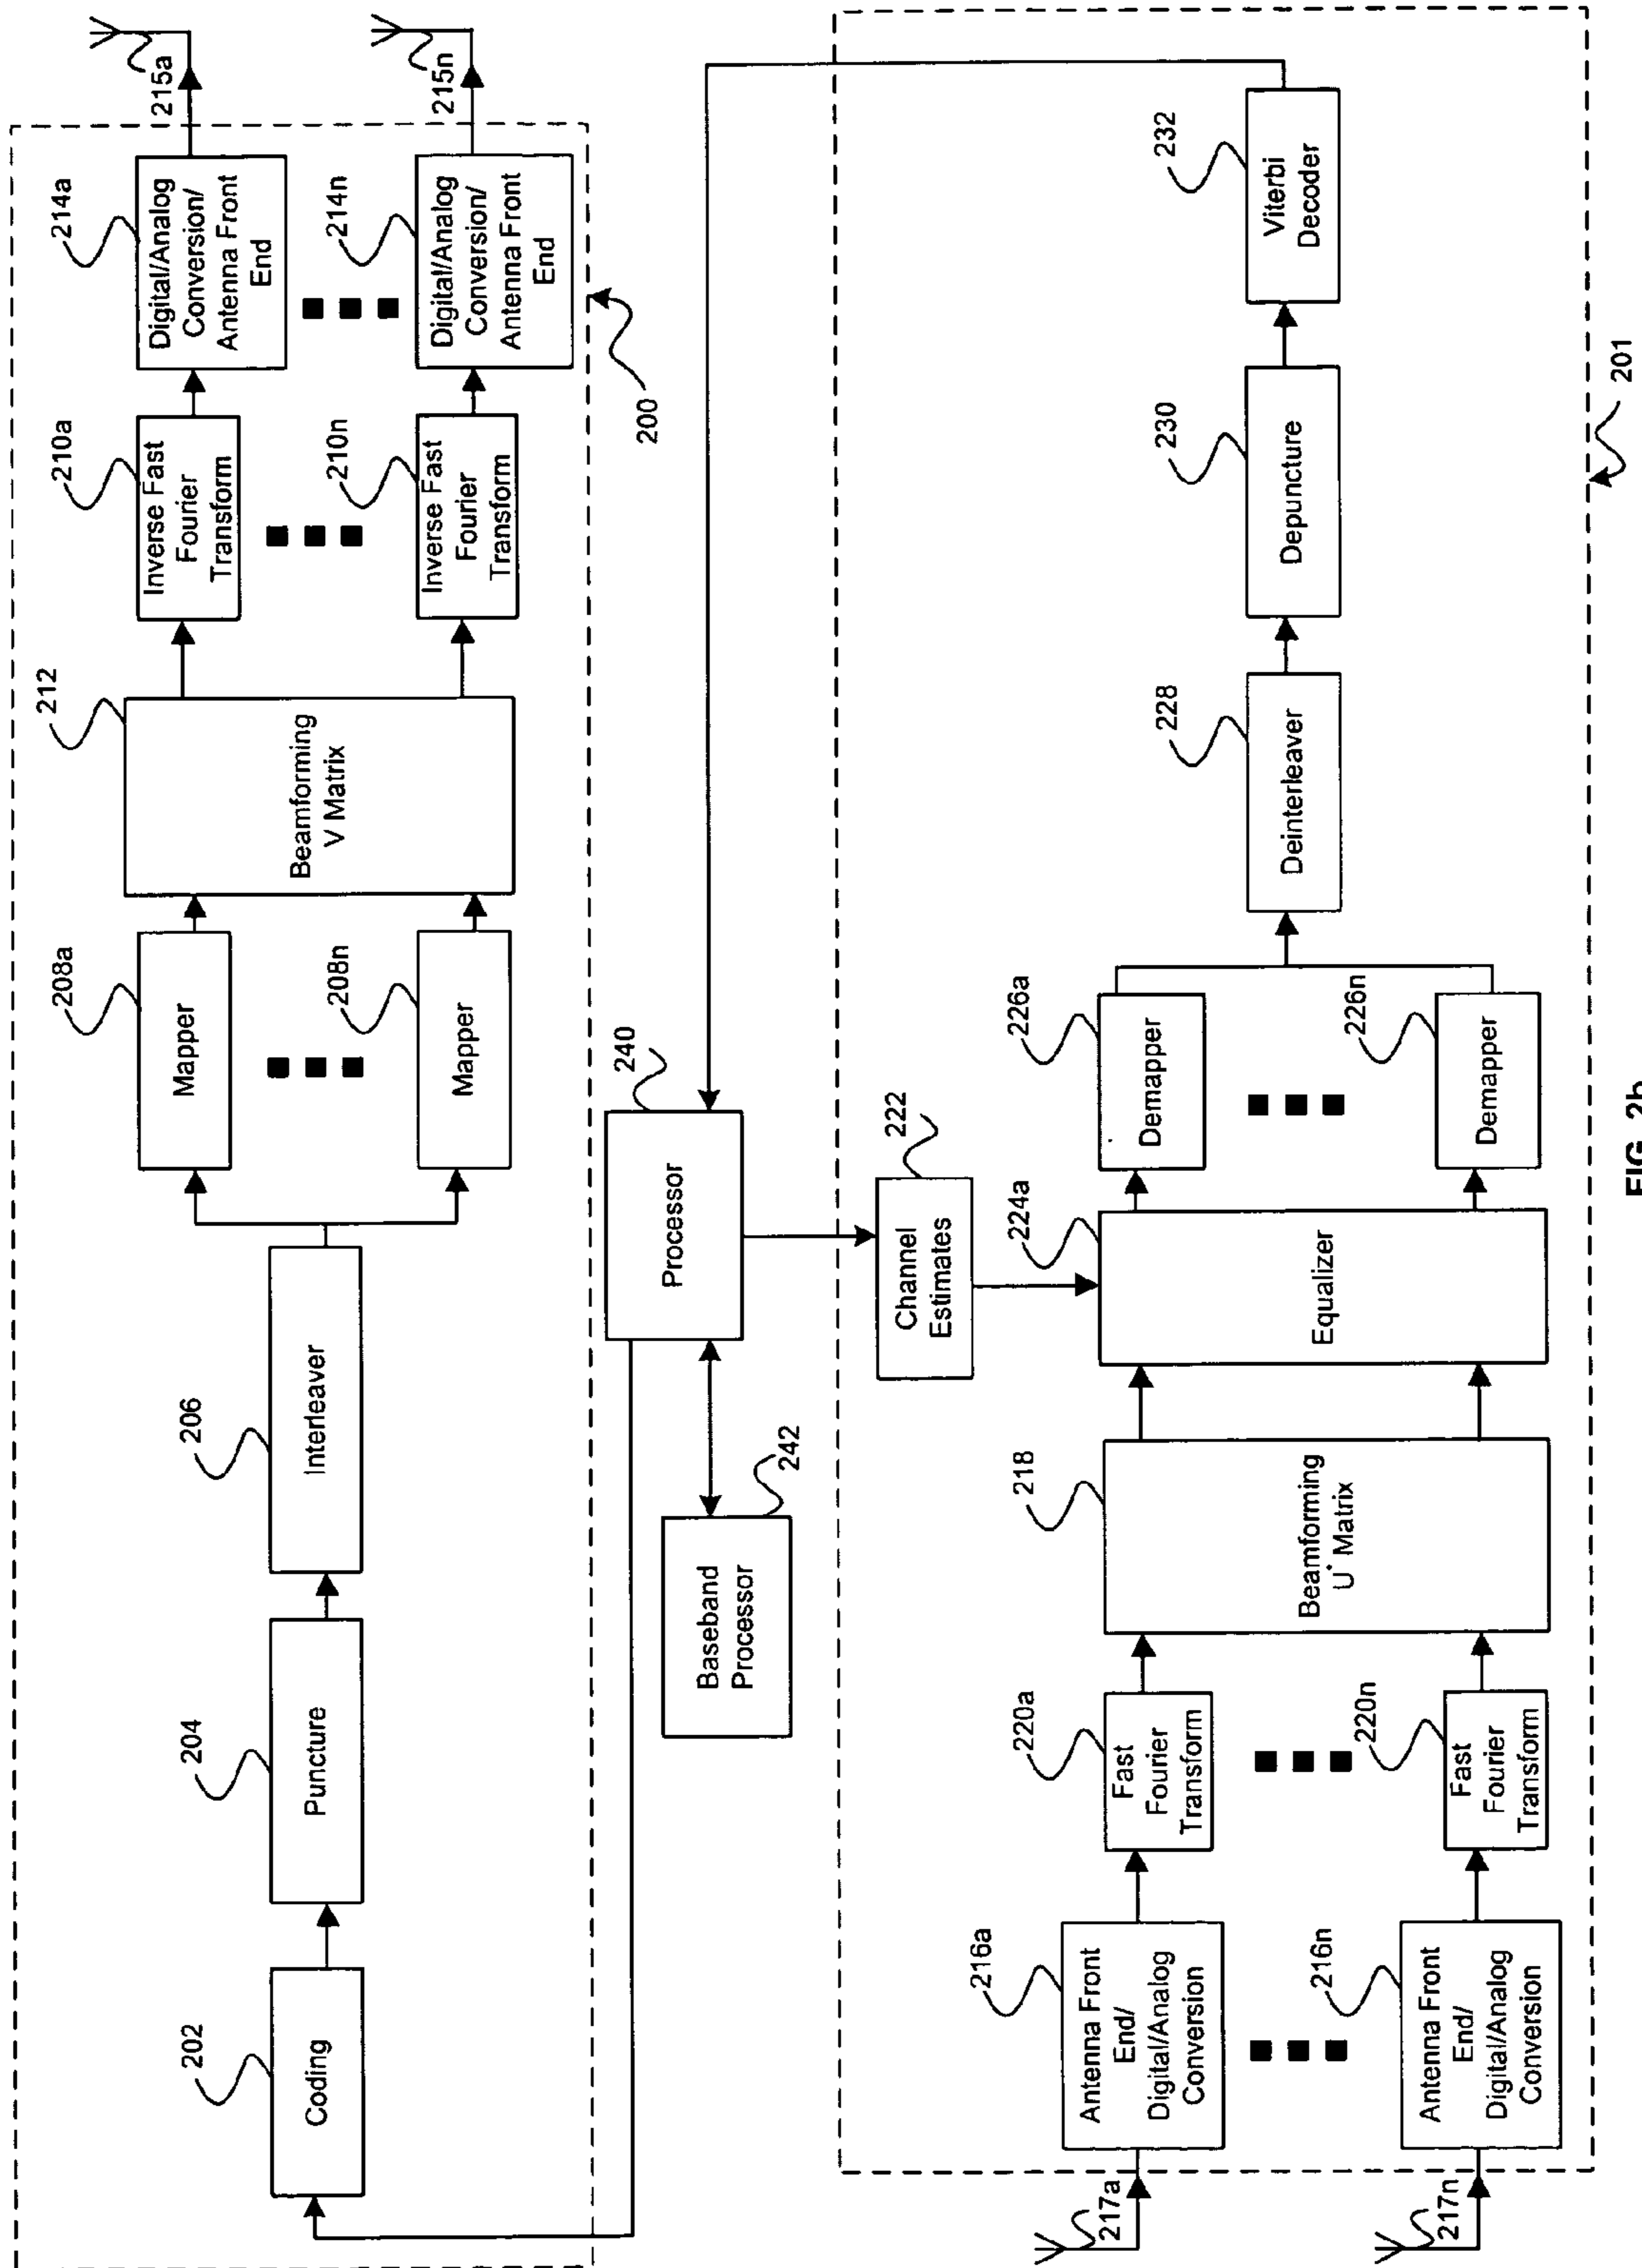 202
Coding
204
Puncture
206
Interleaver
208a
Mapper
208n
Mapper
212
Beamforming
V Matrix
210a
Inverse Fast
Fourier
Transform
210n
Inverse Fast
Fourier
Transform
214a
Digital/Analog
Conversion/
Antenna Front
End
214n
Digital/Analog
Conversion/
Antenna Front
End
215a
215n
200
Baseband
Processor
242
Processor
240
217a
217n
216a
Antenna Front
End/
Digital/Analog
Conversion
216n
Antenna Front
End/
Digital/Analog
Conversion
220a
Fast
Fourier
Transform
220n
Fast
Fourier
Transform
218
Beamforming
U* Matrix
Channel
Estimates
222
224a
Equalizer
226a
Demapper
226n
Demapper
228
Deinterleaver
230
Depuncture
232
Viterbi
Decoder
201
FIG. 2b